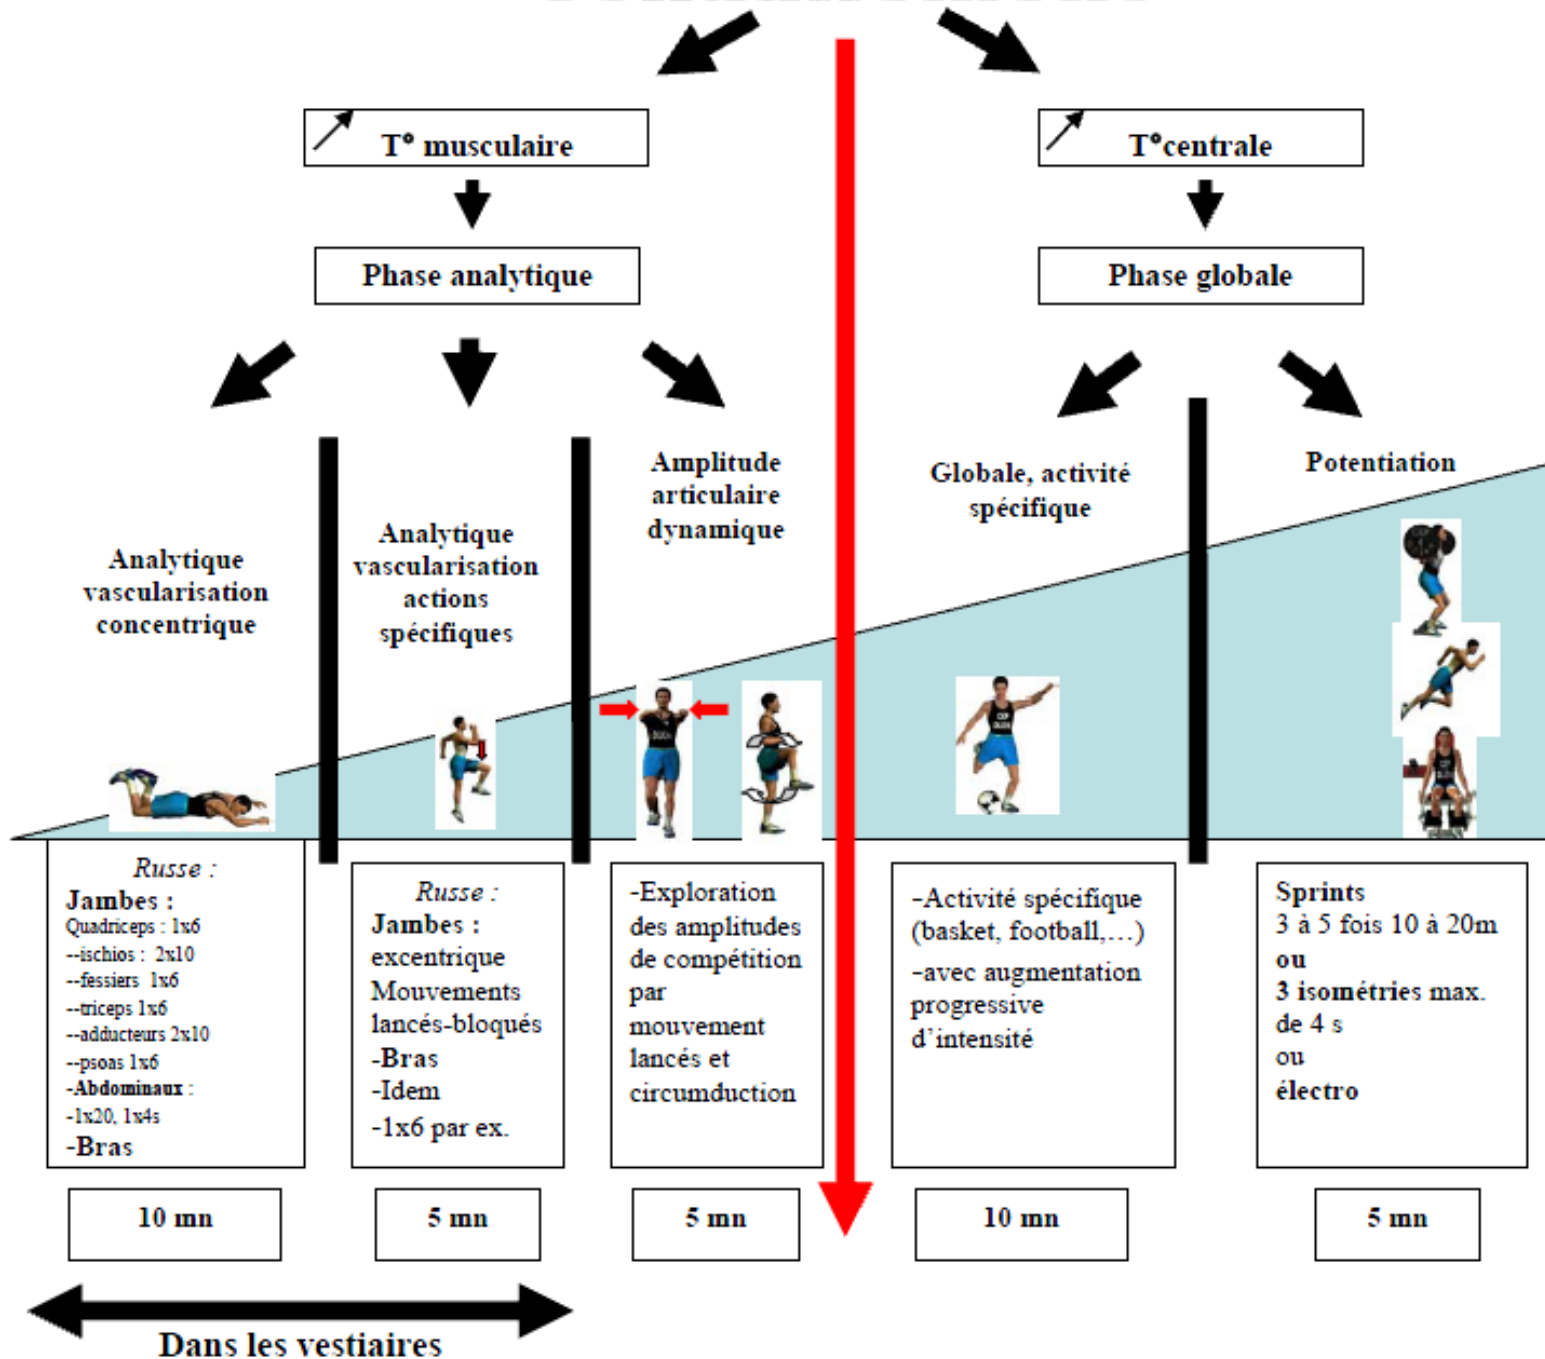 T° musculaire
T°centrale
Phase analytique
Phase globale
Analytique
vascularisation
concentrique
Analytique
vascularisation
actions
spécifiques
Amplitude
articulaire
dynamique
Globale, activité
spécifique
Potentiation
Russe :
Jambes :
Quadriceps : 1x6
--ischios :  2x10
--fessiers  1x6
--triceps 1x6
--adducteurs 2x10
--psoas 1x6
-Abdominaux :
-1x20, 1x4s
-Bras
Russe :
Jambes :
excentrique
Mouvements
lancés-bloqués
-Bras
-Idem
-1x6 par ex.
-Exploration
des amplitudes
de compétition
par
mouvement
lancés et
circumduction
-Activité spécifique
(basket, football,…)
-avec augmentation
progressive
d’intensité
Sprints
3 à 5 fois 10 à 20m
ou
3 isométries max.
de 4 s
ou
électro
10 mn
5 mn
5 mn
10 mn
5 mn
Dans les vestiaires